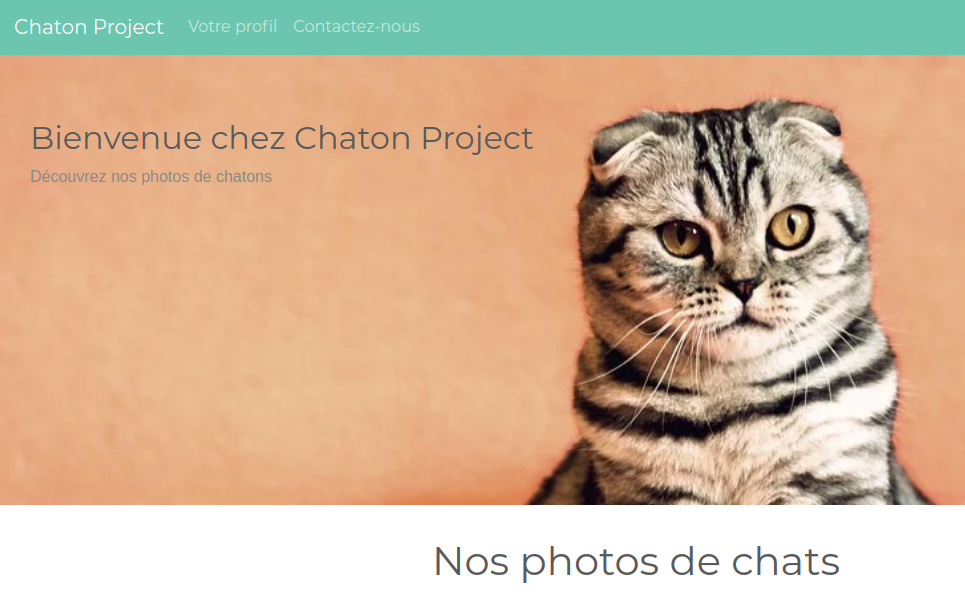 Chaton Project Votre profil Contactez-nous
Bienvenue chez Chaton Project
Découvrez nos photos de chatons
Nos photos de chats